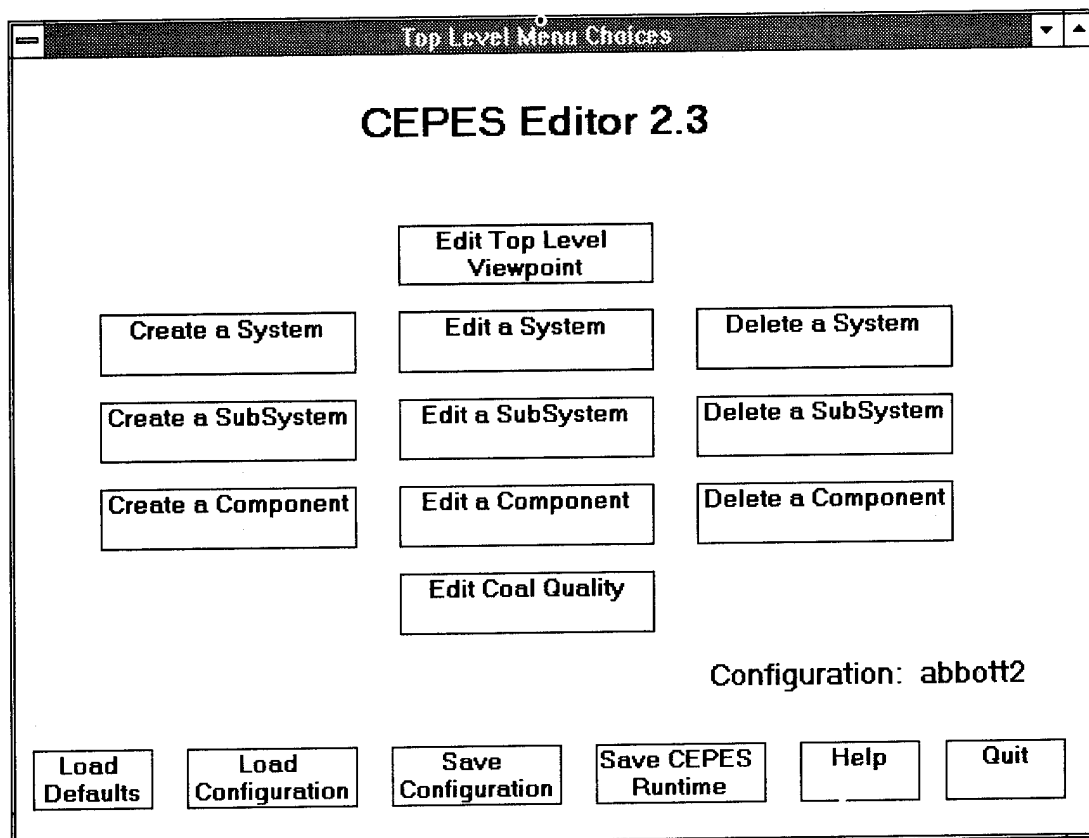 Top Level Menu Choices
CEPES Editor 2.3
Edit Top Level
Viewpoint
Create a System
Edit a System
Delete a System
Create a SubSystem
Edit a SubSystem
Delete a SubSystem
Create a Component
Edit a Component
Delete a Component
Edit Coal Quality
Configuration: abbott2
Load
Defaults
Load
Configuration
Save
Configuration
Save CEPES
Runtime
Help
Quit